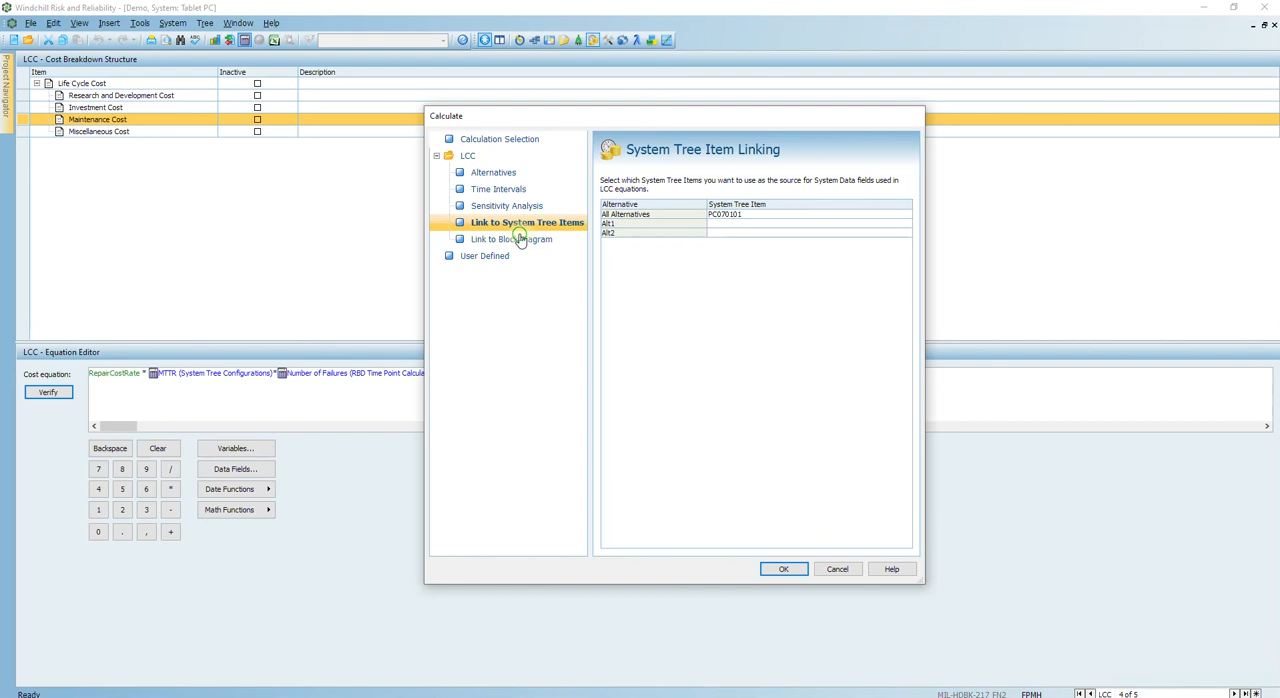 Windchill Risk and Reliability - [Demo, System: Tablet PC]
File Edit View Insert Tools System Tree Window Help
Project Navigator
LCC - Cost Breakdown Structure
Item Inactive Description
Life Cycle Cost
Research and Development Cost
Investment Cost
Maintenance Cost
Miscellaneous Cost
Calculate
Calculation Selection
LCC
Alternatives
Time Intervals
Sensitivity Analysis
Link to System Tree Items
Link to Block Diagram
User Defined
System Tree Item Linking
Select which System Tree Items you want to use as the source for System Data fields used in
LCC equations.
Alternative System Tree Item
All Alternatives PC070101
Alt1
Alt2
OK Cancel Help
LCC - Equation Editor
Cost equation:
RepairCostRate * MTTR (System Tree Configurations)* Number of Failures (RBD Time Point Calcula
Verify
Backspace Clear Variables...
7 8 9 / Data Fields...
4 5 6 * Date Functions
1 2 3 - Math Functions
0 . , +
Ready MIL-HDBK-217 FN2 FPMH LCC 4 of 5